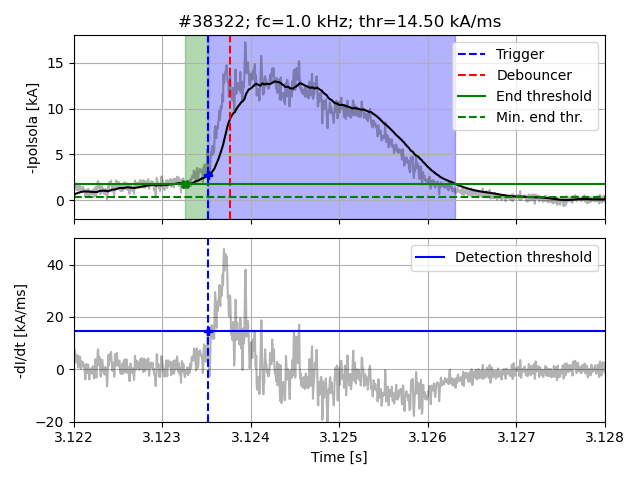 #38322; fc=1.0 kHz; thr=14.50 kA/ms
-Ipolsola [kA]
15
10
5
0
Trigger
Debouncer
End threshold
Min. end thr.
-dI/dt [kA/ms]
40
20
0
−20
Detection threshold
3.122 3.123 3.124 3.125 3.126 3.127 3.128
Time [s]